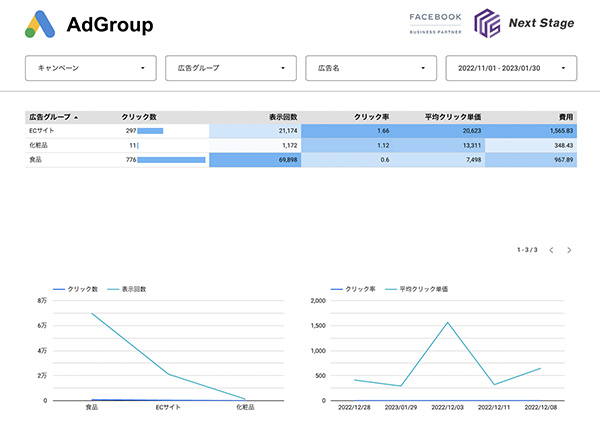 AdGroup
FACEBOOK
BUSINESS PARTNER
Next Stage
キャンペーン
広告グループ
広告名
2022/11/01 - 2023/01/30
広告グループ クリック数 表示回数 クリック率 平均クリック単価 費用
ECサイト 297 21,174 1.66 20,623 1,565.83
化粧品 11 1,172 1.12 13,311 348.43
食品 776 69,898 0.6 7,498 967.89
1 - 3 / 3
クリック数 表示回数
8万
6万
4万
2万
0
食品 ECサイト 化粧品
クリック率 平均クリック単価
2,000
1,500
1,000
500
0
2022/12/28 2023/01/29 2022/12/03 2022/12/11 2022/12/08